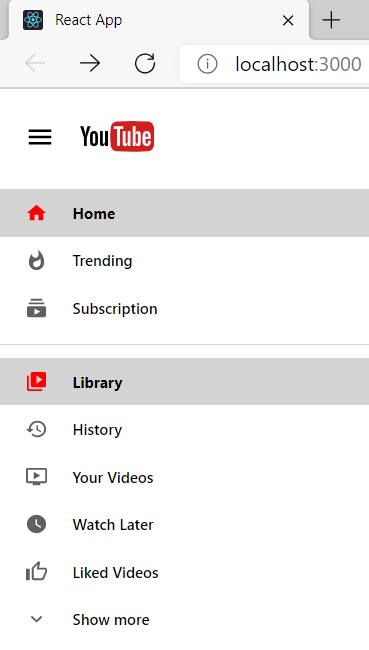 React App
localhost:3000
YouTube
Home
Trending
Subscription
Library
History
Your Videos
Watch Later
Liked Videos
Show more